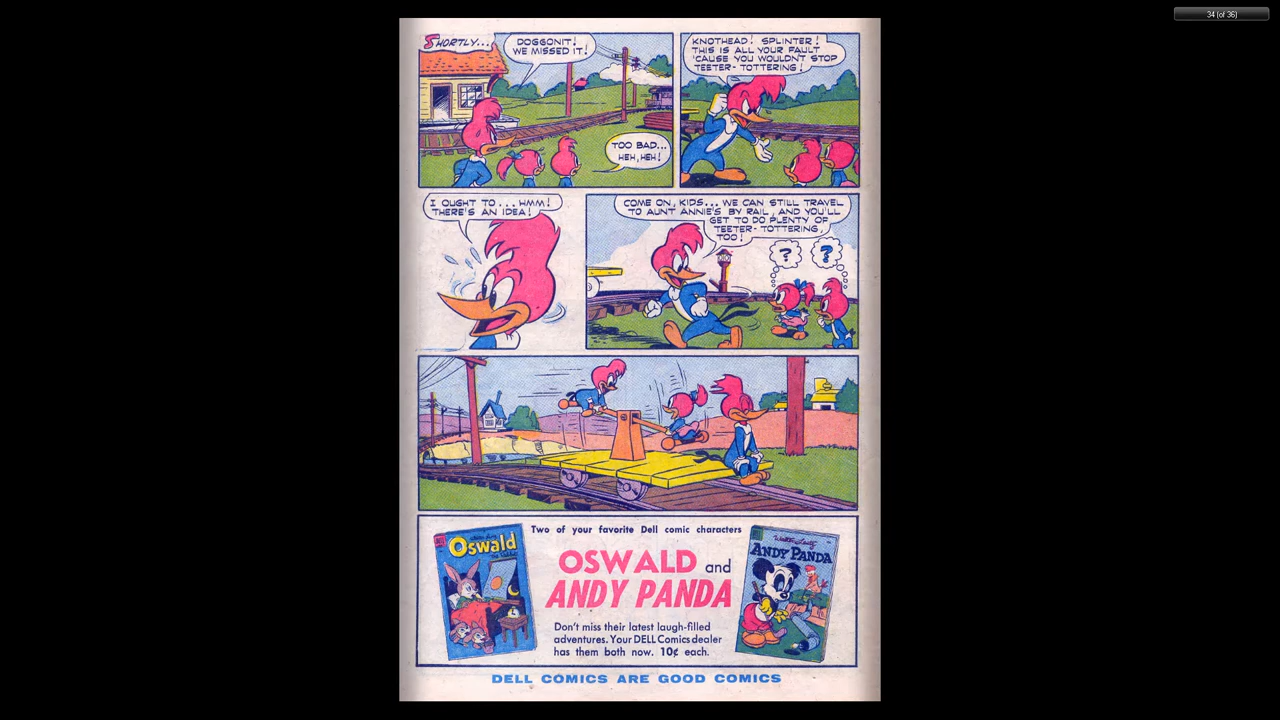 34 (of 36)
SHORTLY...
DOGGONIT!
WE MISSED IT!
TOO BAD...
HEH, HEH!
KNOTHEAD! SPLINTER!
THIS IS ALL YOUR FAULT
'CAUSE YOU WOULDN'T STOP
TEETER-TOTTERING!
I OUGHT TO...HMM!
THERE'S AN IDEA!
COME ON, KIDS... WE CAN STILL TRAVEL
TO AUNT ANNIE'S BY RAIL, AND YOU'LL
GET TO DO PLENTY OF
TEETER-TOTTERING,
TOO!
?
?
Two of your favorite Dell comic characters
Oswald
the Rabbit
OSWALD and
ANDY PANDA
Don't miss their latest laugh-filled
adventures. Your DELL Comics dealer
has them both now. 10¢ each.
Walter Lantz
ANDY PANDA
DELL COMICS ARE GOOD COMICS